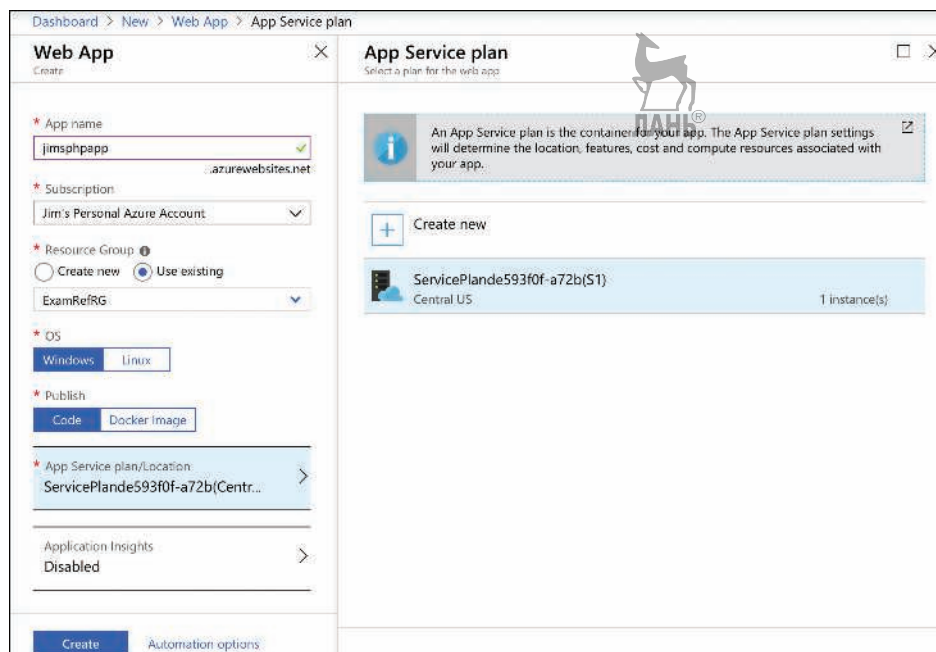 Dashboard > New > Web App > App Service plan
Web App
Create
* App name
jimsphpapp
.azurewebsites.net
* Subscription
Jim's Personal Azure Account
* Resource Group
Create new Use existing
ExamRefRG
* OS
Windows Linux
* Publish
Code Docker Image
* App Service plan/Location
ServicePlande593f0f-a72b(Centr...
Application Insights
Disabled
Create Automation options
App Service plan
Select a plan for the web app
ЛАНЬ®
An App Service plan is the container for your app. The App Service plan settings
will determine the location, features, cost and compute resources associated with
your app.
Create new
ServicePlande593f0f-a72b(S1)
Central US 1 instance(s)